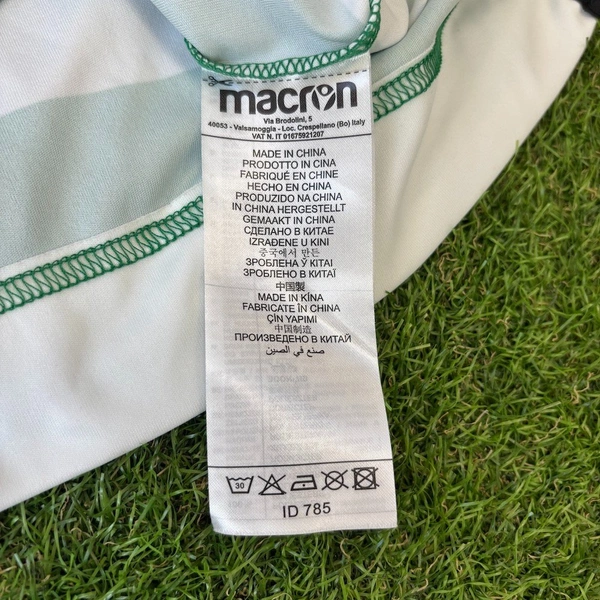 macron
Via Brodolini, 5
40053 - Valsamoggia - Loc. Crespellano (Bo) Italy
VAT N. IT 01675921207
MADE IN CHINA
PRODOTTO IN CINA
FABRIQUÉ EN CHINE
HECHO EN CHINA
PRODUZIDO NA CHINA
IN CHINA HERGESTELLT
GEMAAKT IN CHINA
СДЕЛАНО В КИТАЕ
IZRAĐENE U KINI
중국에서 만든
ЗРОБЛЕНА Ў КІТАІ
ЗРОБЛЕНО В КИТАЇ
中国製
MADE IN KĪNA
FABRICATE ÎN CHINA
ÇİN YAPIMI
中国制造
ПРОИЗВЕДЕНО В КИТАЙ
صنع في الصين
30
ID 785